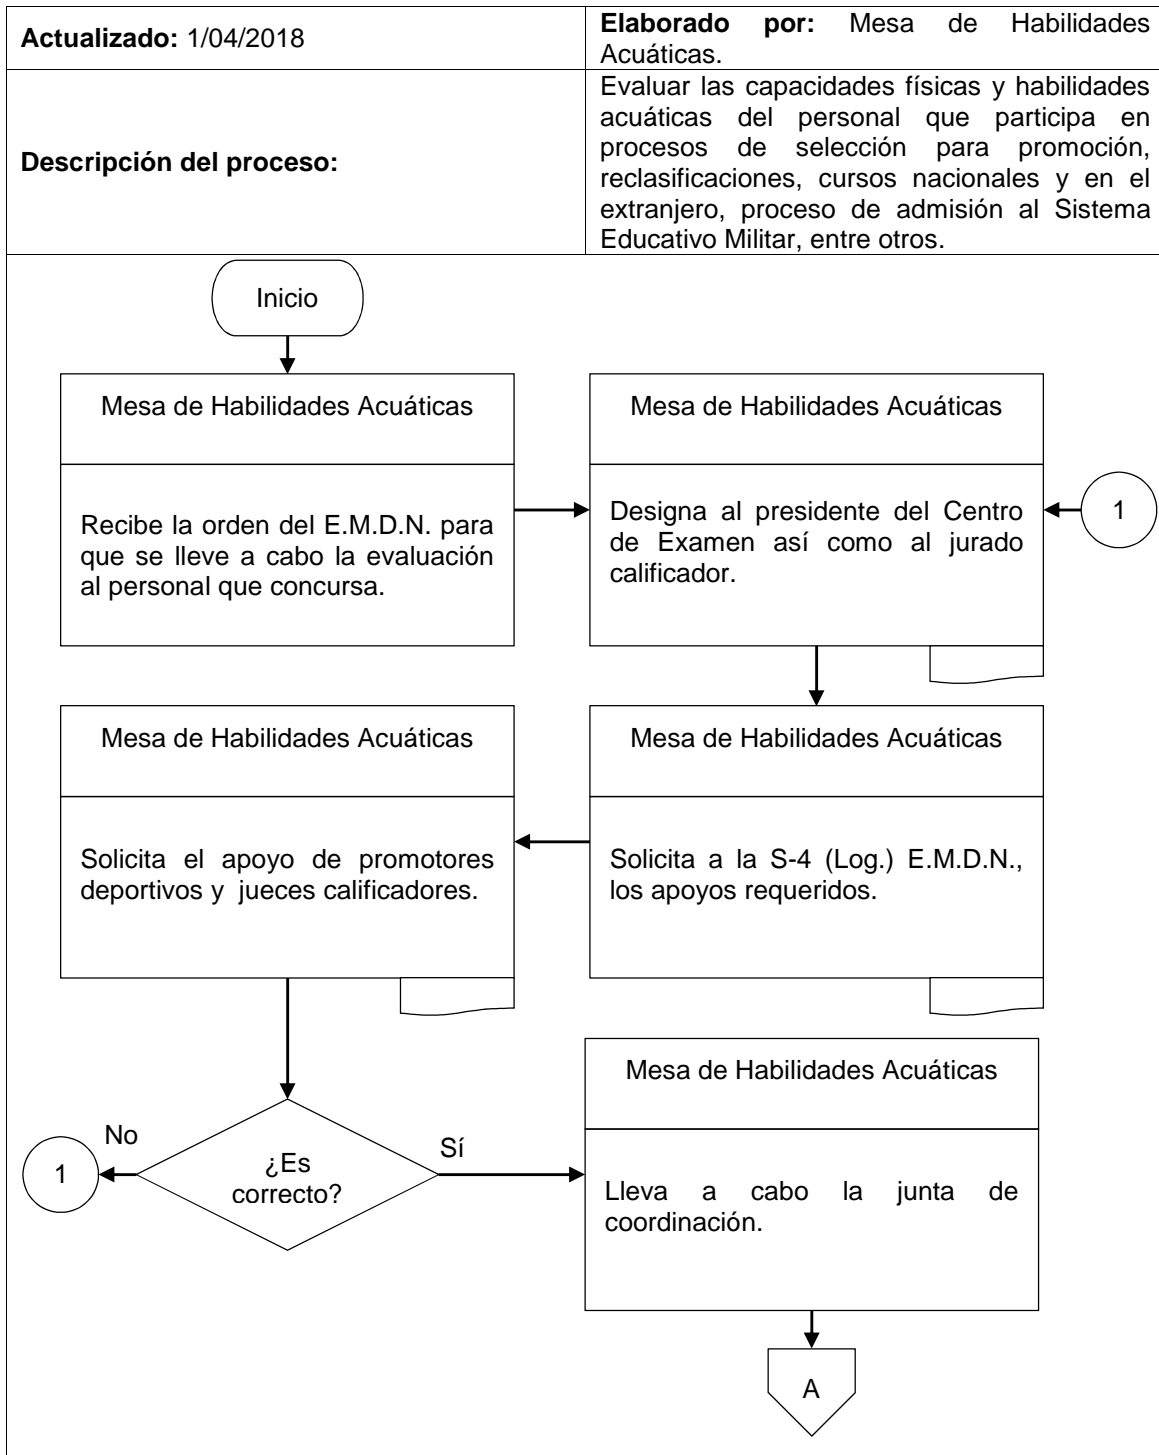 Actualizado: 1/04/2018
Elaborado por: Mesa de Habilidades
Acuáticas.
Descripción del proceso:
Evaluar las capacidades físicas y habilidades
acuáticas del personal que participa en
procesos de selección para promoción,
reclasificaciones, cursos nacionales y en el
extranjero, proceso de admisión al Sistema
Educativo Militar, entre otros.
Inicio
Mesa de Habilidades Acuáticas
Recibe la orden del E.M.D.N. para
que se lleve a cabo la evaluación
al personal que concursa.
Mesa de Habilidades Acuáticas
Designa al presidente del Centro
de Examen así como al jurado
calificador.
1
Mesa de Habilidades Acuáticas
Solicita a la S-4 (Log.) E.M.D.N.,
los apoyos requeridos.
Mesa de Habilidades Acuáticas
Solicita el apoyo de promotores
deportivos y jueces calificadores.
¿Es
correcto?
No
1
Sí
Mesa de Habilidades Acuáticas
Lleva a cabo la junta de
coordinación.
A